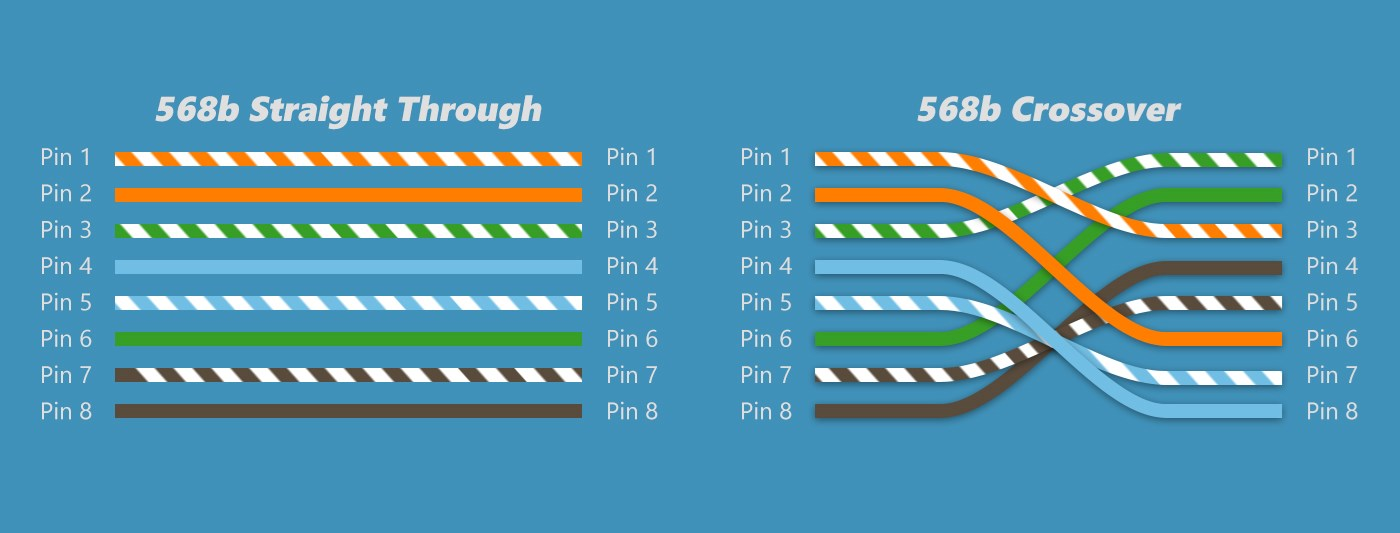 568b Straight Through
Pin 1 Pin 1
Pin 2 Pin 2
Pin 3 Pin 3
Pin 4 Pin 4
Pin 5 Pin 5
Pin 6 Pin 6
Pin 7 Pin 7
Pin 8 Pin 8
568b Crossover
Pin 1 Pin 1
Pin 2 Pin 2
Pin 3 Pin 3
Pin 4 Pin 4
Pin 5 Pin 5
Pin 6 Pin 6
Pin 7 Pin 7
Pin 8 Pin 8